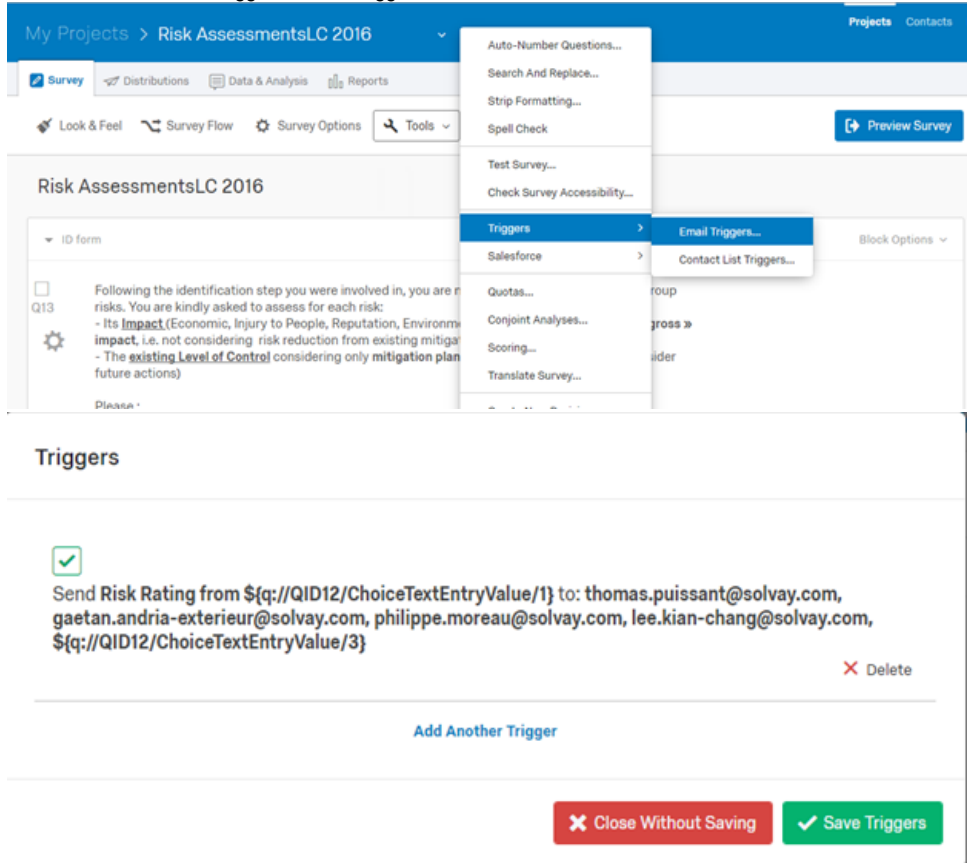 My Projects > Risk AssessmentsLC 2016
Projects Contacts
Survey Distributions Data & Analysis Reports
Look & Feel Survey Flow Survey Options Tools
Preview Survey
Auto-Number Questions...
Search And Replace...
Strip Formatting...
Spell Check
Test Survey...
Check Survey Accessibility...
Triggers >
Salesforce >
Quotas...
Conjoint Analyses...
Scoring...
Translate Survey...
Email Triggers...
Contact List Triggers...
Risk AssessmentsLC 2016
ID form
Block Options
Q13
Following the identification step you were involved in, you are
risks. You are kindly asked to assess for each risk:
- Its Impact (Economic, Injury to People, Reputation, gross »
impact, i.e. not considering risk reduction from existing
- The existing Level of Control considering only mitigation plan
future actions)
Please :
Triggers
Send Risk Rating from ${q://QID12/ChoiceTextEntryValue/1} to: thomas.puissant@solvay.com,
gaetan.andria-exterieur@solvay.com, philippe.moreau@solvay.com, lee.kian-chang@solvay.com,
${q://QID12/ChoiceTextEntryValue/3}
Delete
Add Another Trigger
Close Without Saving
Save Triggers